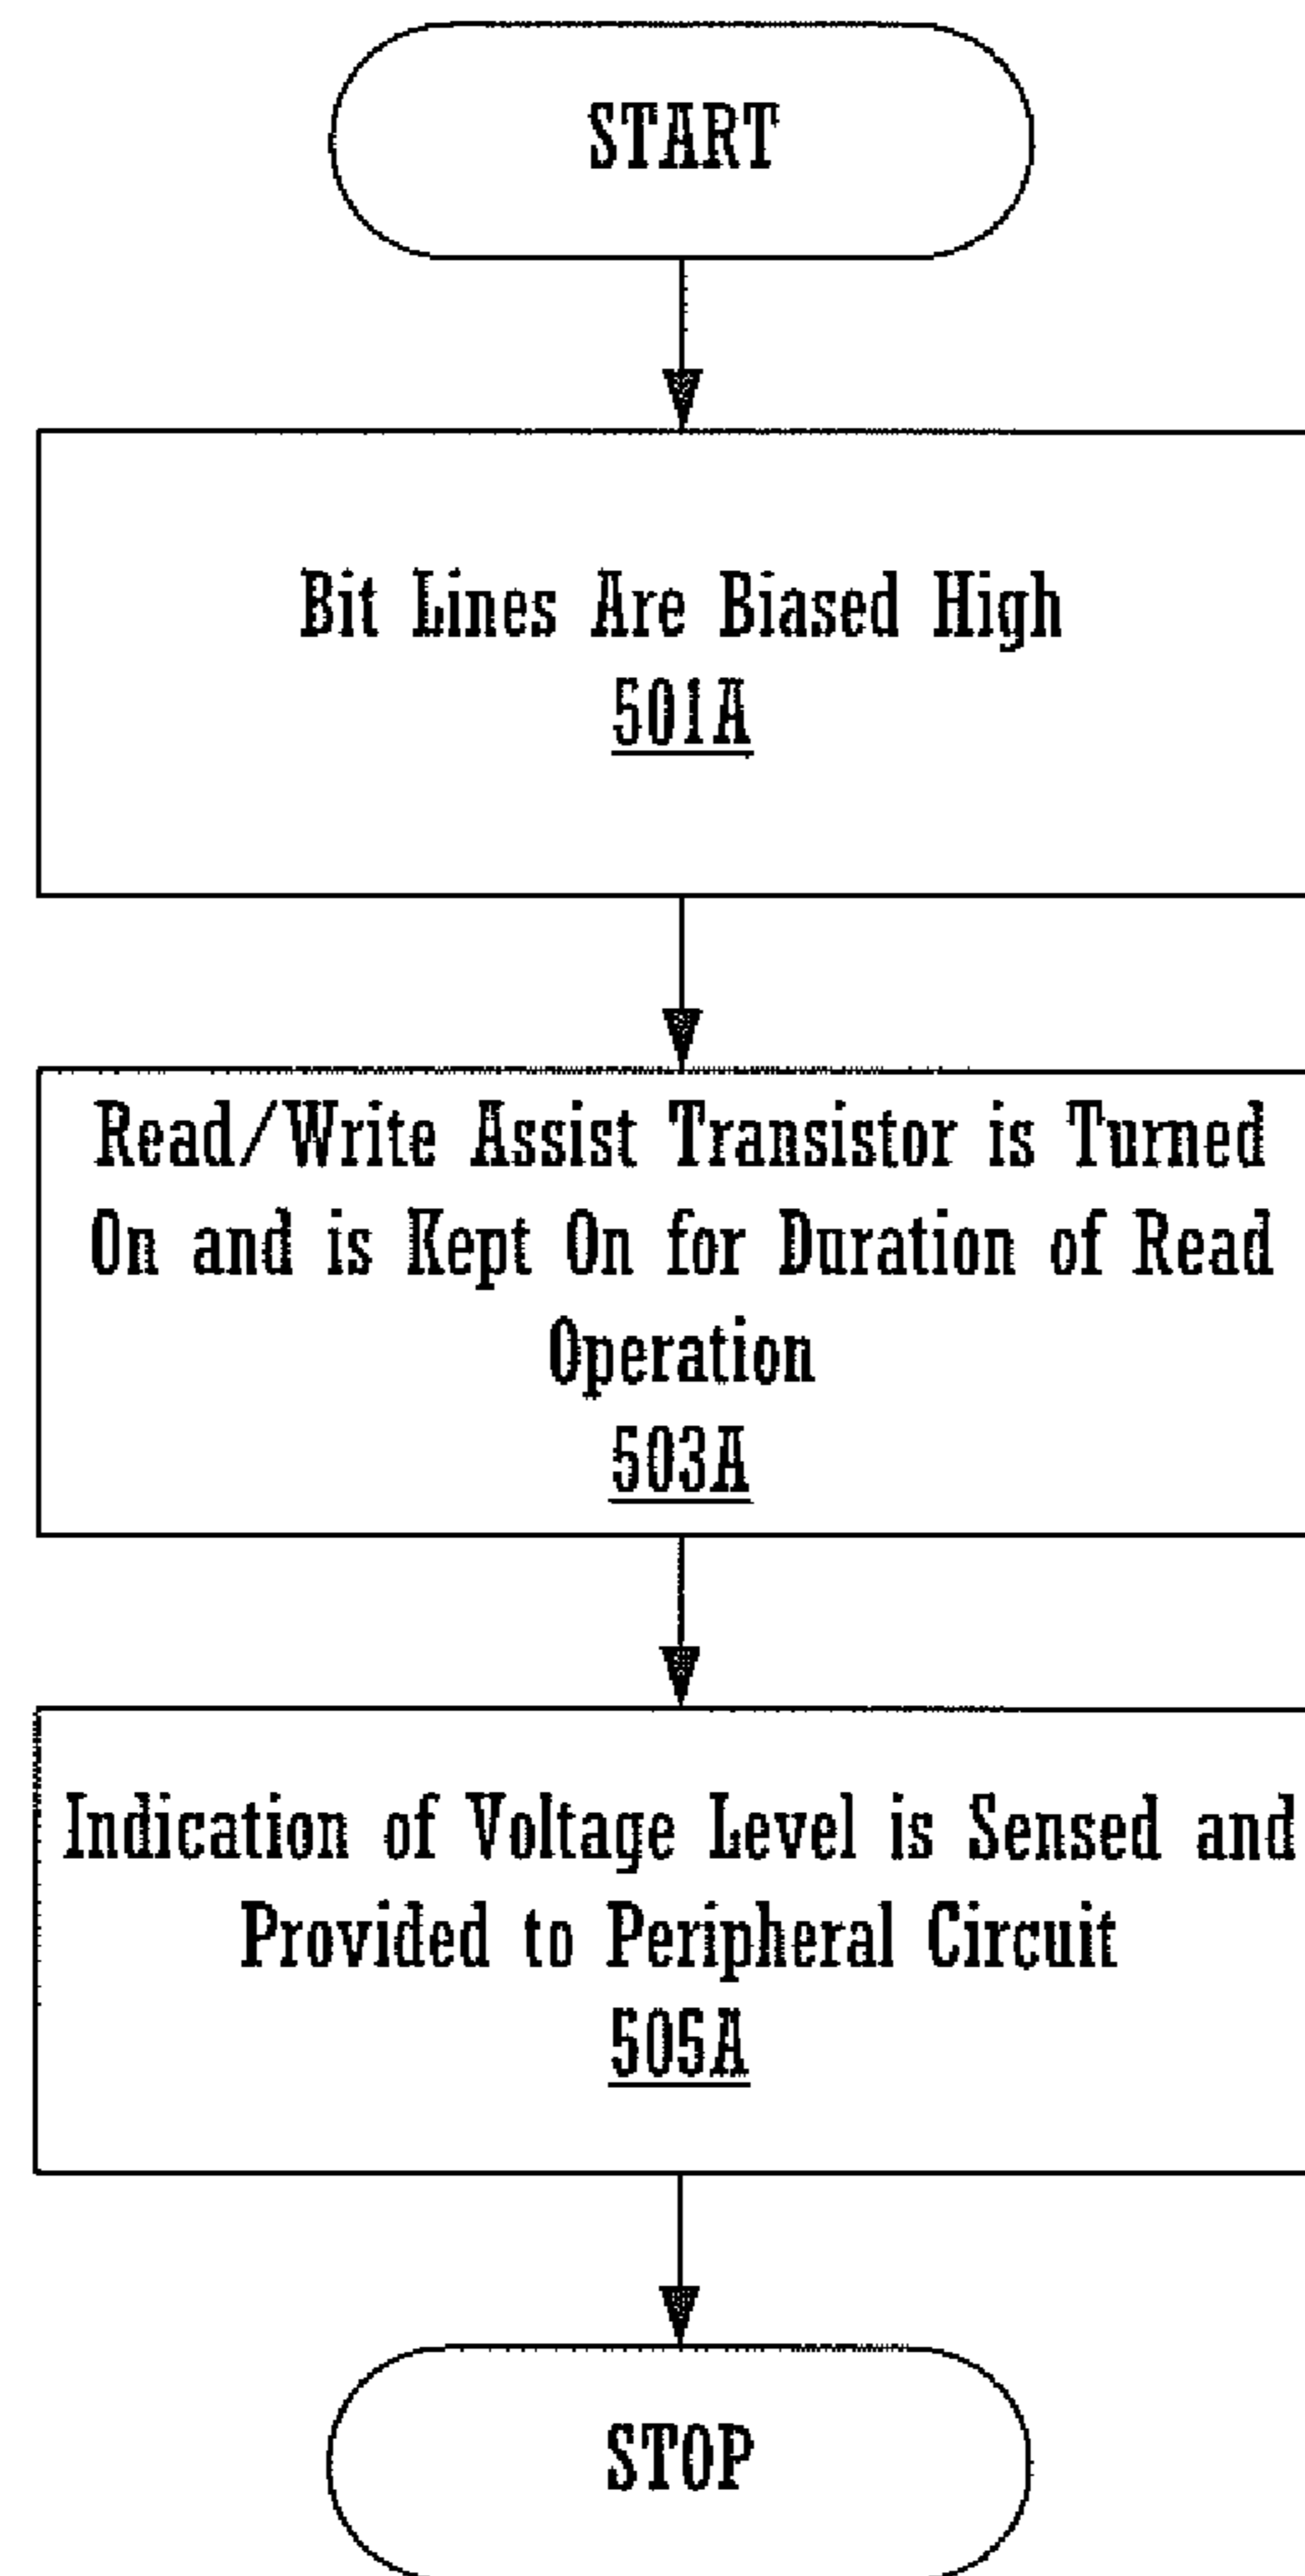 START
Bit Lines Are Biased High
501A
Read/Write Assist Transistor is Turned
On and is Kept On for Duration of Read
Operation
503A
Indication of Voltage Level is Sensed and
Provided to Peripheral Circuit
505A
STOP